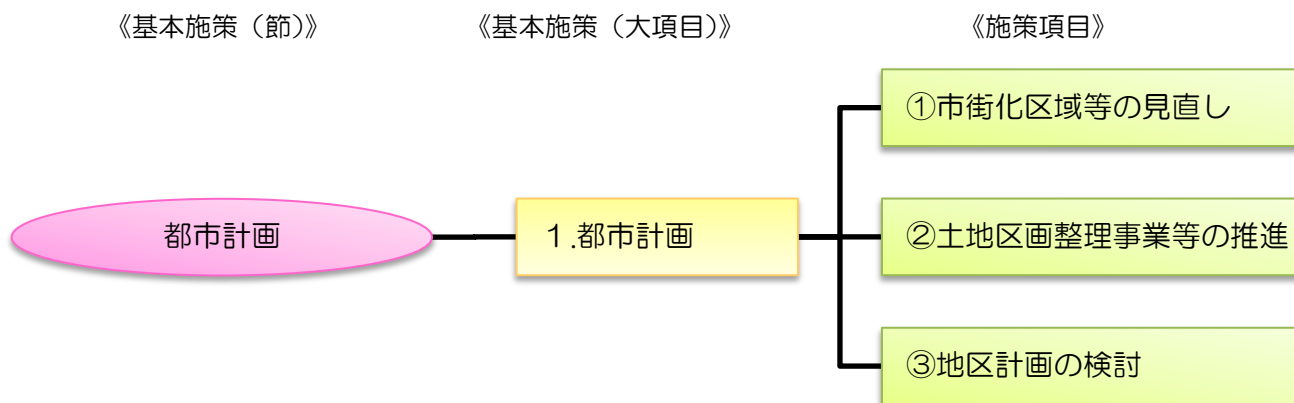 《基本施策（節）》
《基本施策（大項目）》
《施策項目》
①市街化区域等の見直し
都市計画
１.都市計画
②土地区画整理事業等の推進
③地区計画の検討